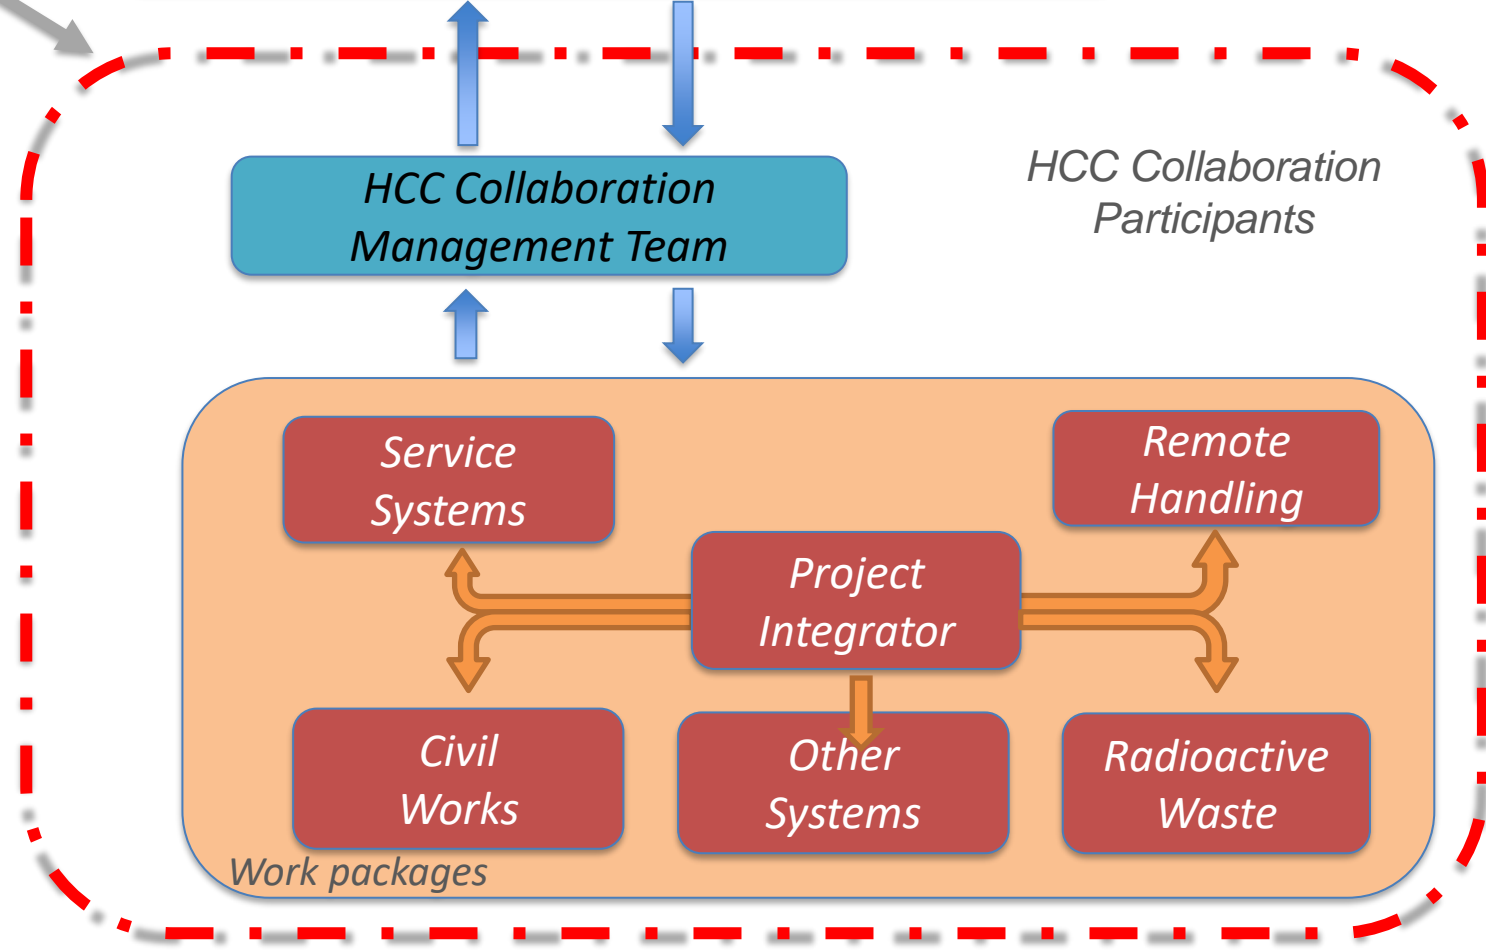 HCC Collaboration
Participants
HCC Collaboration
Management Team
Service
Systems
Remote
Handling
Project
Integrator
Civil
Works
Other
Systems
Radioactive
Waste
Work packages